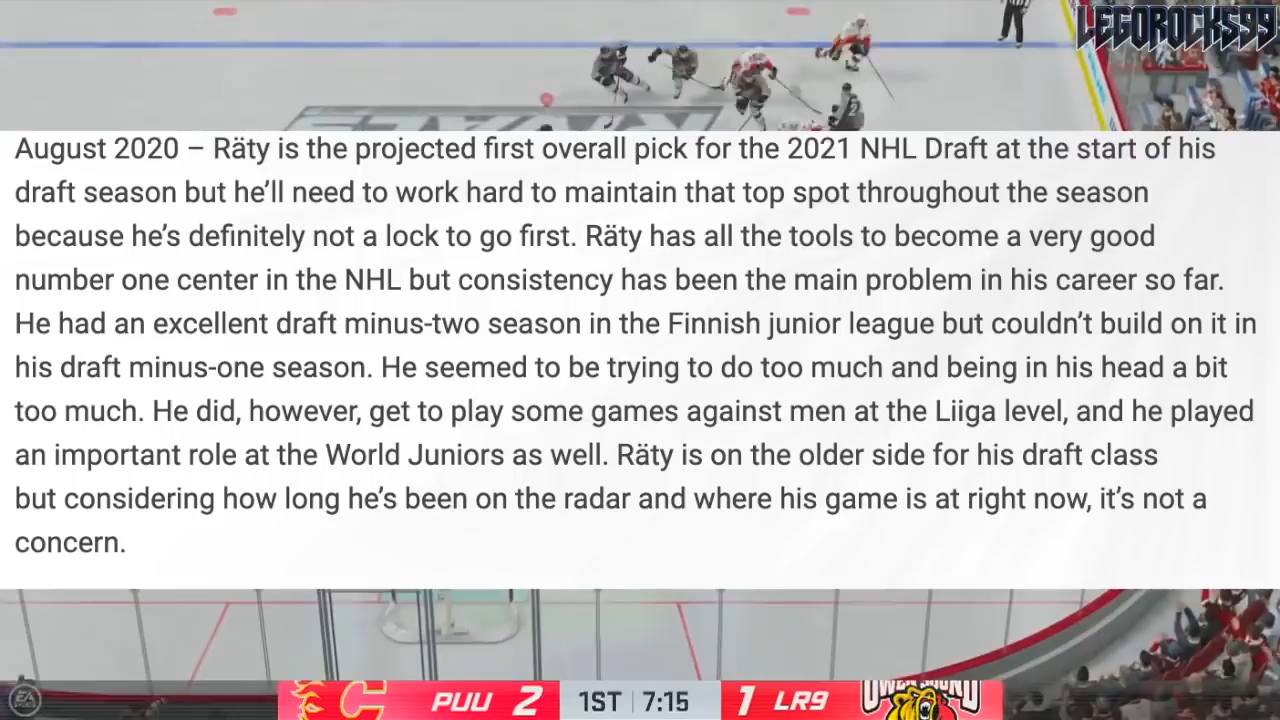 LEGOROCKS99
August 2020 – Räty is the projected first overall pick for the 2021 NHL Draft at the start of his
draft season but he’ll need to work hard to maintain that top spot throughout the season
because he’s definitely not a lock to go first. Räty has all the tools to become a very good
number one center in the NHL but consistency has been the main problem in his career so far.
He had an excellent draft minus-two season in the Finnish junior league but couldn’t build on it in
his draft minus-one season. He seemed to be trying to do too much and being in his head a bit
too much. He did, however, get to play some games against men at the Liiga level, and he played
an important role at the World Juniors as well. Räty is on the older side for his draft class
but considering how long he’s been on the radar and where his game is at right now, it’s not a
concern.
EA SPORTS
PUU 2 1ST 7:15 1 LR9 OWEN SOUND